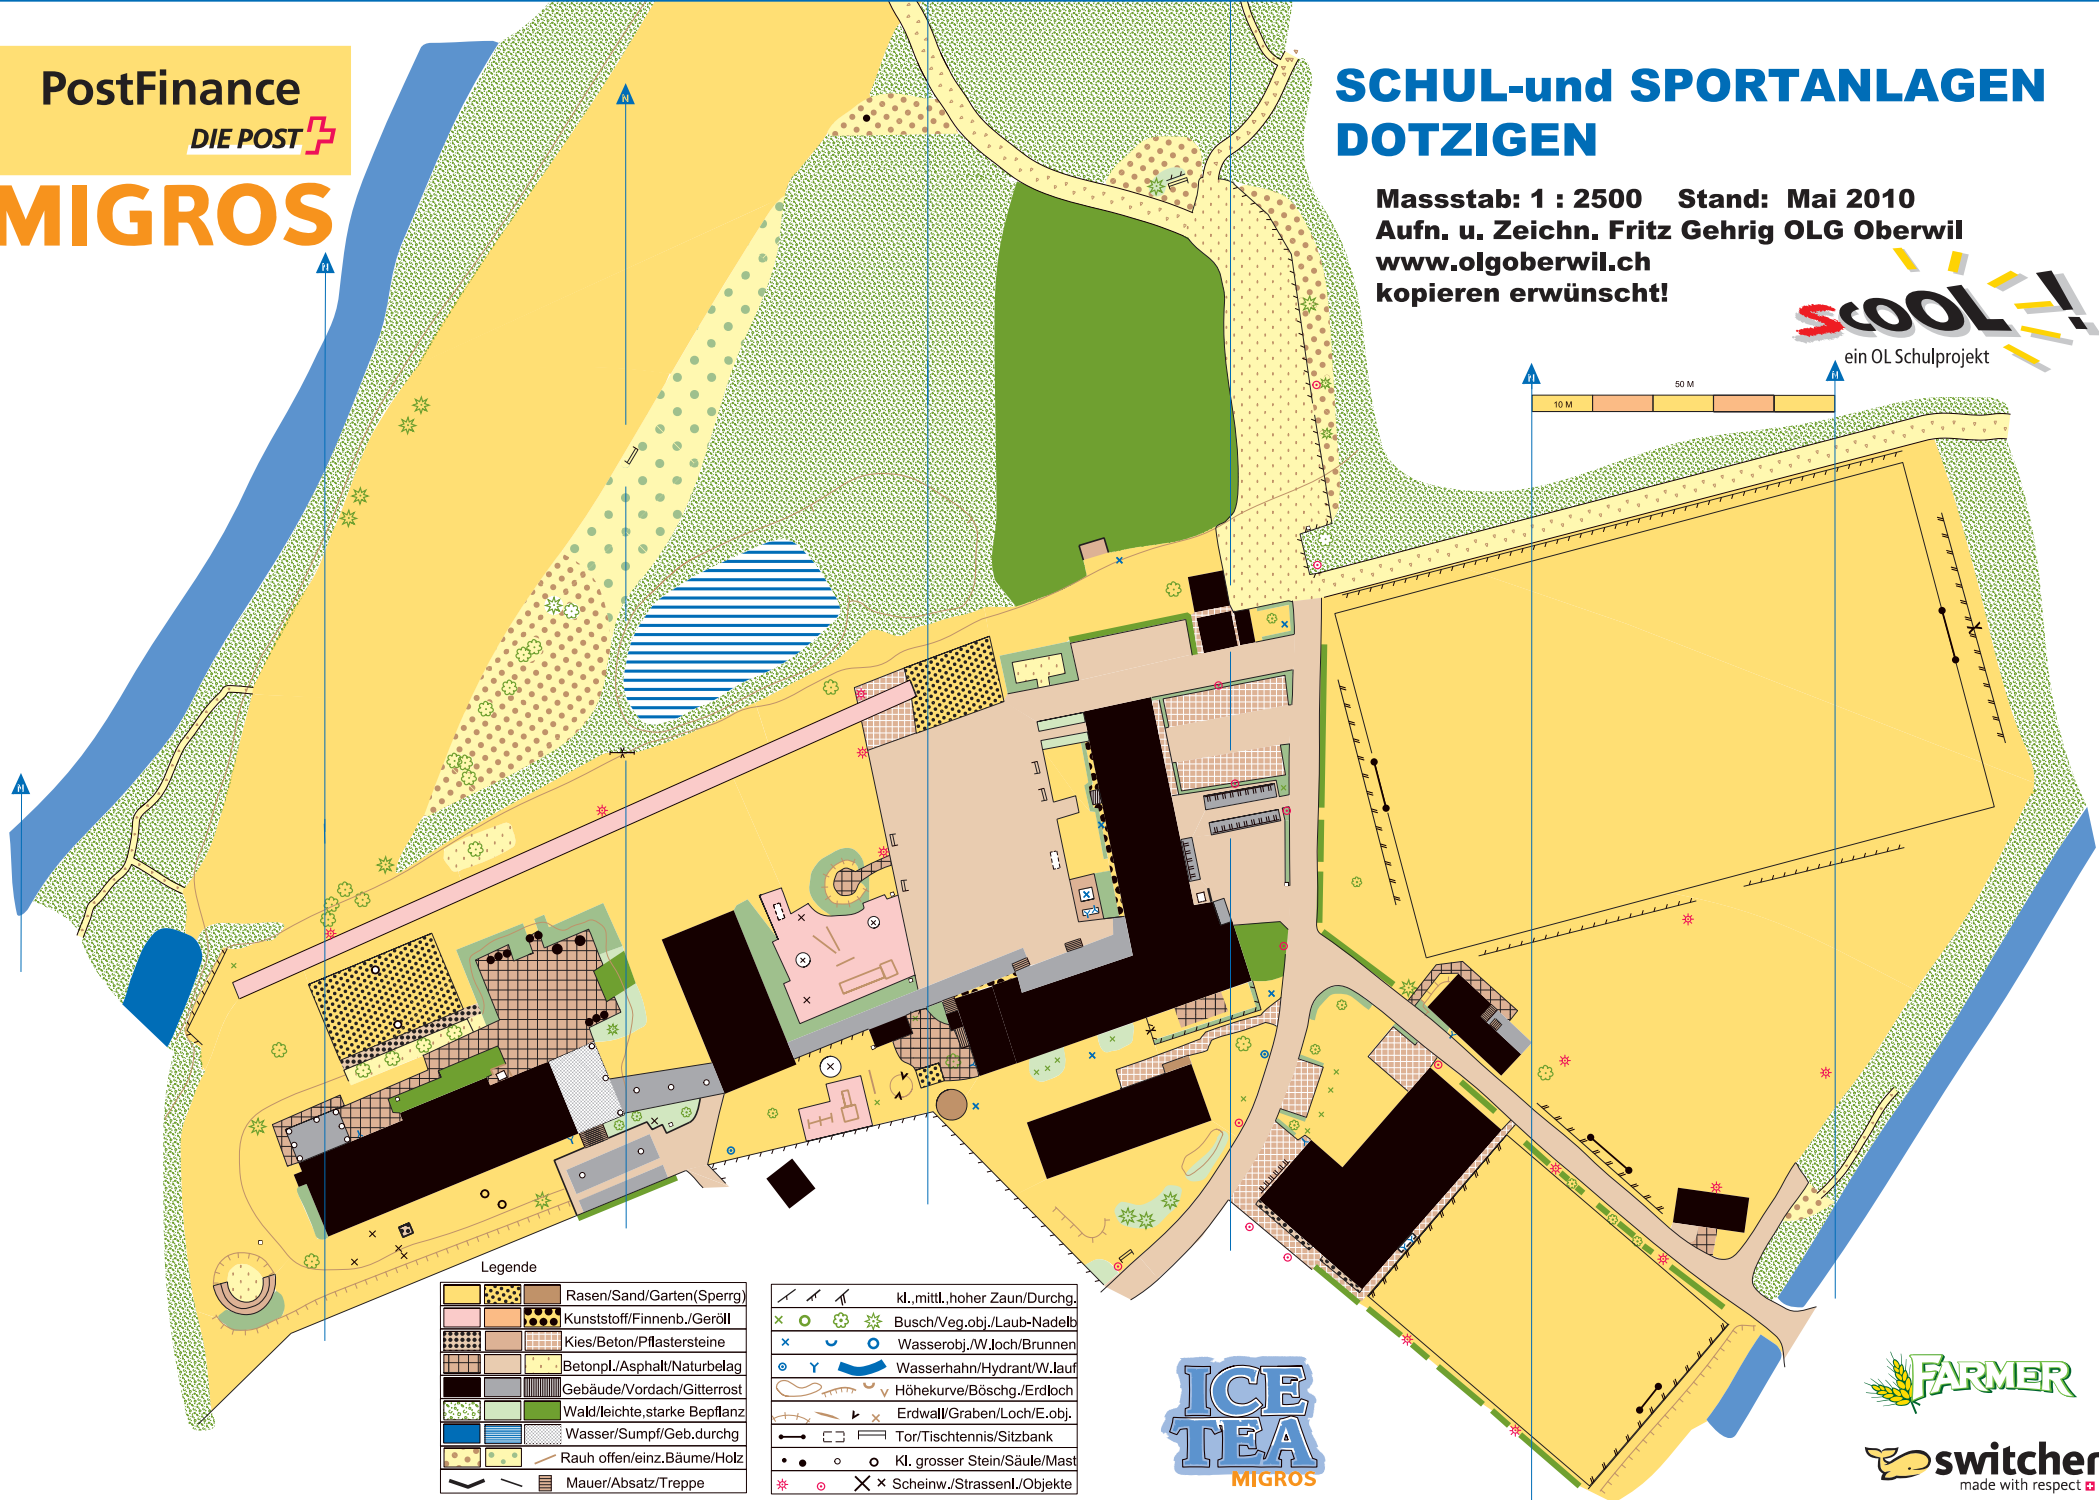 PostFinance
DIE POST
MIGROS
SCHUL-und SPORTANLAGEN
DOTZIGEN
Massstab: 1 : 2500 Stand: Mai 2010
Aufn. u. Zeichn. Fritz Gehrig OLG Oberwil
www.olgoberwil.ch
kopieren erwünscht!
scool!
ein OL Schulprojekt
50 M
10 M
N
N
N
N
N
Legende
Rasen/Sand/Garten(Sperrg)
Kunststoff/Finnenb./Geröll
Kies/Beton/Pflastersteine
Betonpl./Asphalt/Naturbelag
Gebäude/Vordach/Gitterrost
Wald/leichte,starke Bepflanz
Wasser/Sumpf/Geb.durchg
Rauh offen/einz.Bäume/Holz
Mauer/Absatz/Treppe
kl.,mittl.,hoher Zaun/Durchg.
Busch/Veg.obj./Laub-Nadelb
Wasserobj./W.loch/Brunnen
Wasserhahn/Hydrant/W.lauf
Höhekurve/Böschg./Erdloch
Erdwall/Graben/Loch/E.obj.
Tor/Tischtennis/Sitzbank
Kl. grosser Stein/Säule/Mast
Scheinw./Strassenl./Objekte
ICE
TEA
MIGROS
FARMER
switcher
made with respect